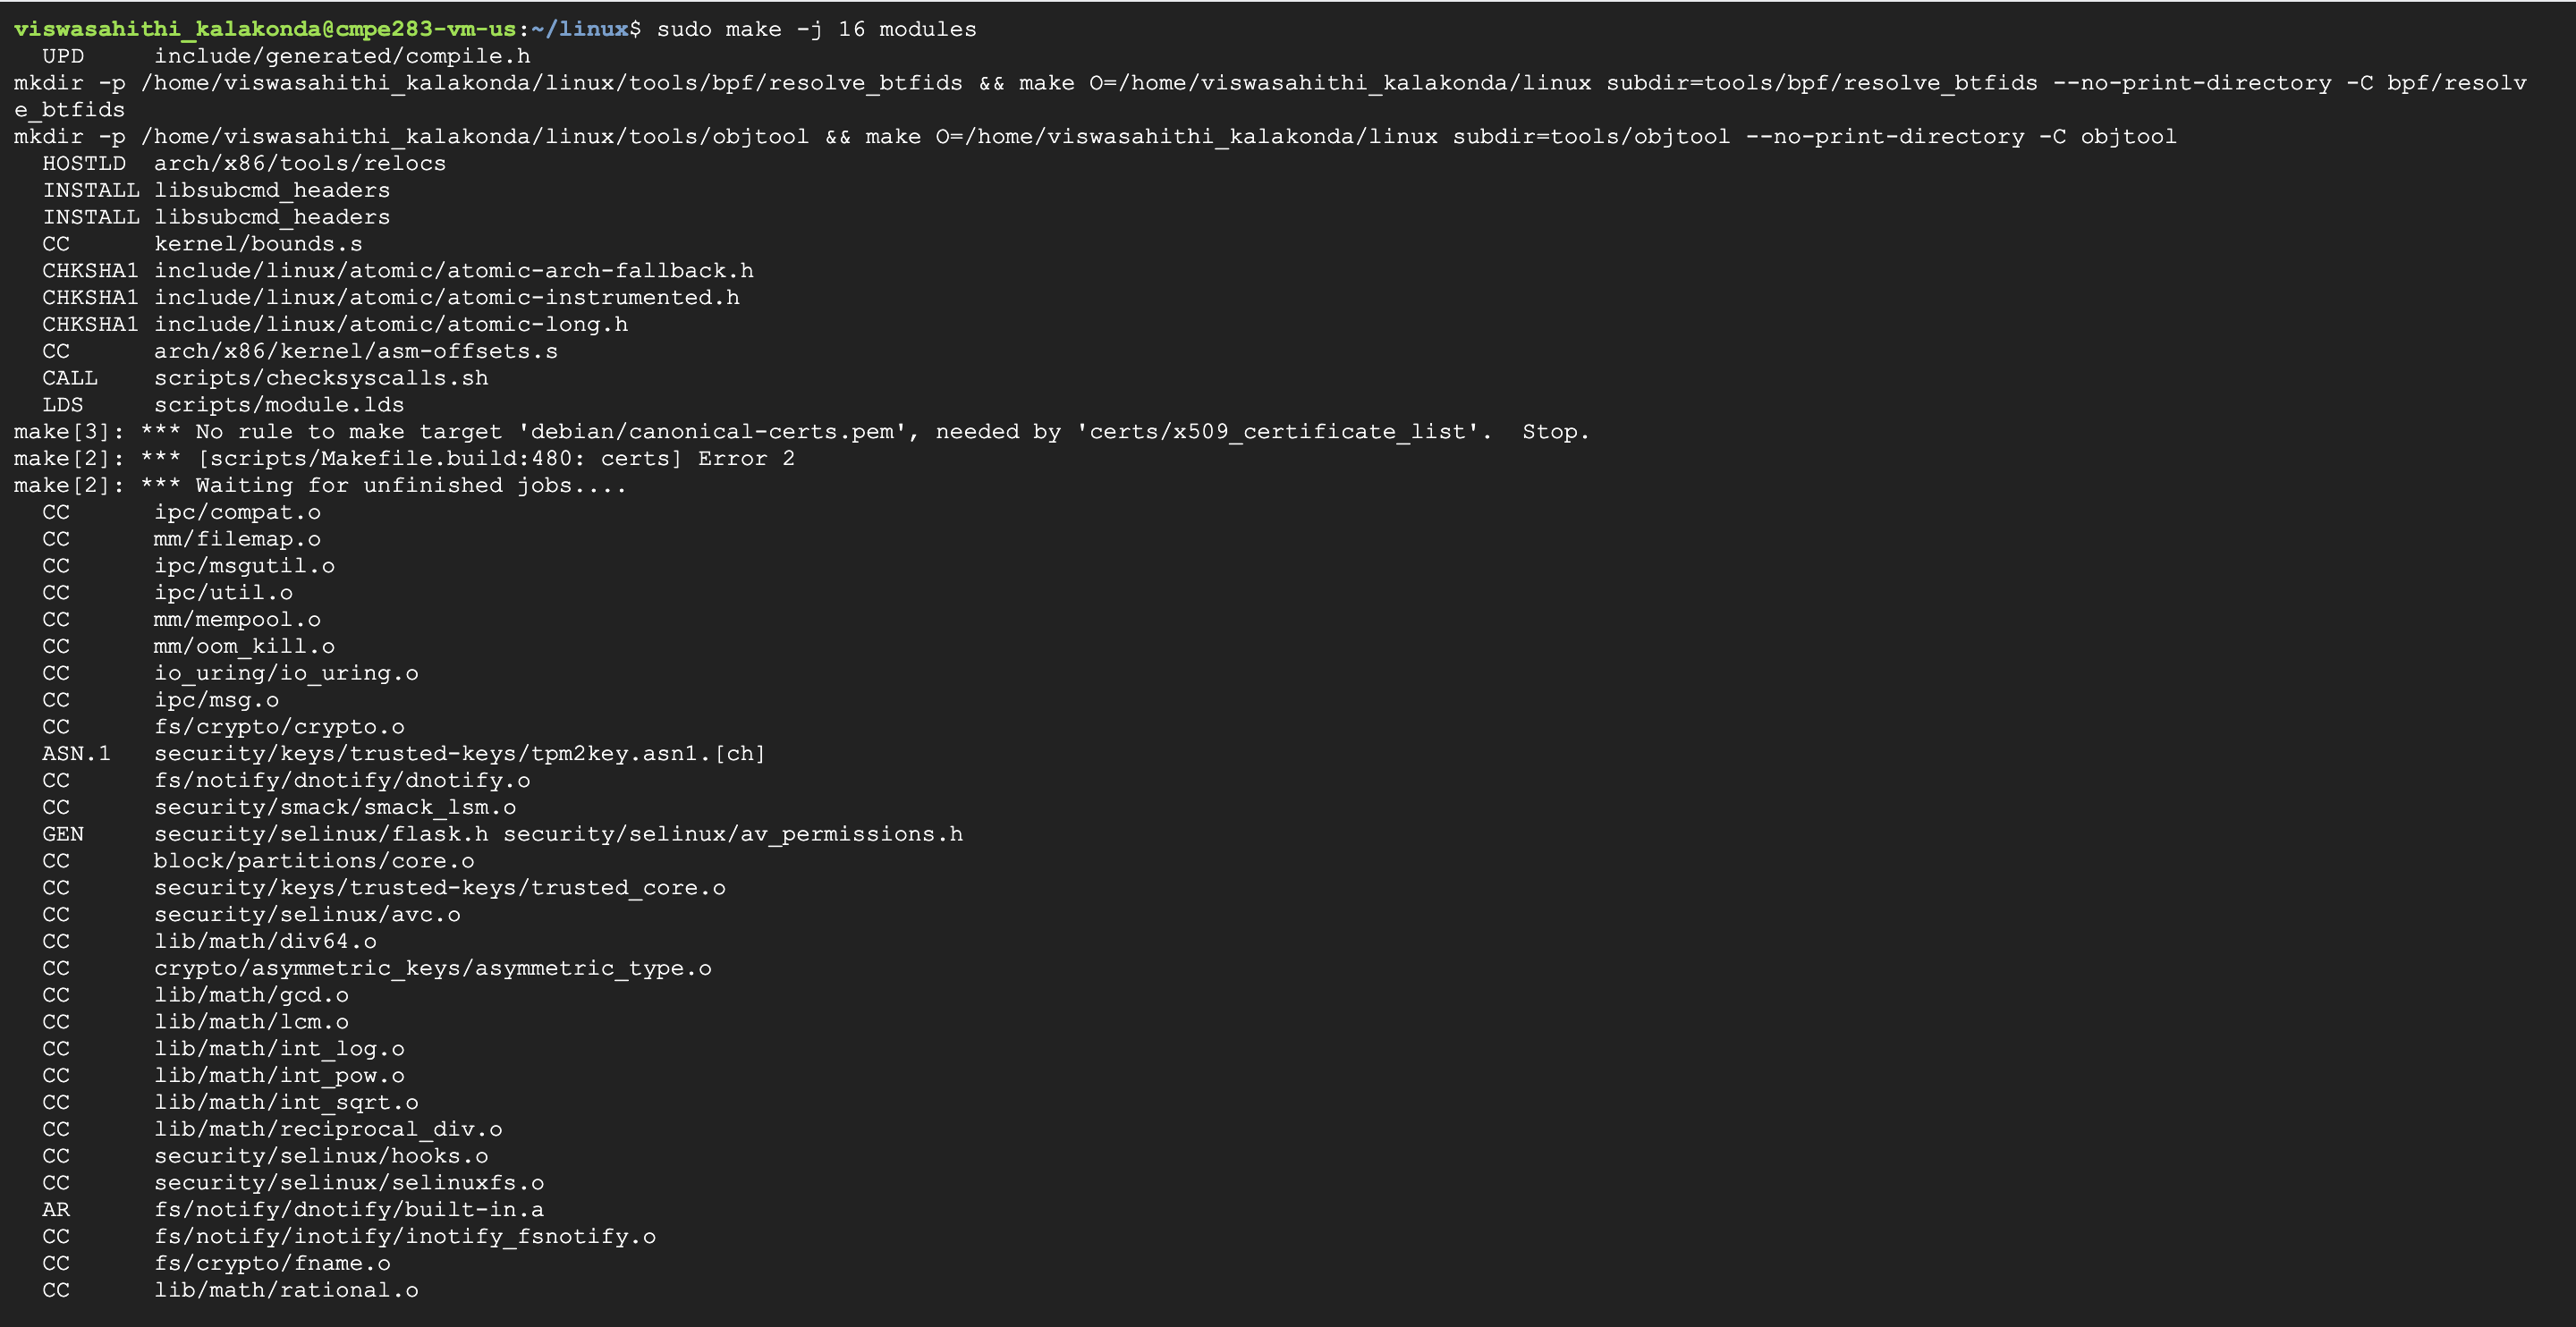 viswasahithi_kalakonda@cmpe283-vm-us:~/linux$ sudo make -j 16 modules
  UPD     include/generated/compile.h
mkdir -p /home/viswasahithi_kalakonda/linux/tools/bpf/resolve_btfids && make O=/home/viswasahithi_kalakonda/linux subdir=tools/bpf/resolve_btfids --no-print-directory -C bpf/resolv
e_btfids
mkdir -p /home/viswasahithi_kalakonda/linux/tools/objtool && make O=/home/viswasahithi_kalakonda/linux subdir=tools/objtool --no-print-directory -C objtool
  HOSTLD  arch/x86/tools/relocs
  INSTALL libsubcmd_headers
  INSTALL libsubcmd_headers
  CC      kernel/bounds.s
  CHKSHA1 include/linux/atomic/atomic-arch-fallback.h
  CHKSHA1 include/linux/atomic/atomic-instrumented.h
  CHKSHA1 include/linux/atomic/atomic-long.h
  CC      arch/x86/kernel/asm-offsets.s
  CALL    scripts/checksyscalls.sh
  LDS     scripts/module.lds
make[3]: *** No rule to make target 'debian/canonical-certs.pem', needed by 'certs/x509_certificate_list'.  Stop.
make[2]: *** [scripts/Makefile.build:480: certs] Error 2
make[2]: *** Waiting for unfinished jobs....
  CC      ipc/compat.o
  CC      mm/filemap.o
  CC      ipc/msgutil.o
  CC      ipc/util.o
  CC      mm/mempool.o
  CC      mm/oom_kill.o
  CC      io_uring/io_uring.o
  CC      ipc/msg.o
  CC      fs/crypto/crypto.o
  ASN.1   security/keys/trusted-keys/tpm2key.asn1.[ch]
  CC      fs/notify/dnotify/dnotify.o
  CC      security/smack/smack_lsm.o
  GEN     security/selinux/flask.h security/selinux/av_permissions.h
  CC      block/partitions/core.o
  CC      security/keys/trusted-keys/trusted_core.o
  CC      security/selinux/avc.o
  CC      lib/math/div64.o
  CC      crypto/asymmetric_keys/asymmetric_type.o
  CC      lib/math/gcd.o
  CC      lib/math/lcm.o
  CC      lib/math/int_log.o
  CC      lib/math/int_pow.o
  CC      lib/math/int_sqrt.o
  CC      lib/math/reciprocal_div.o
  CC      security/selinux/hooks.o
  CC      security/selinux/selinuxfs.o
  AR      fs/notify/dnotify/built-in.a
  CC      fs/notify/inotify/inotify_fsnotify.o
  CC      fs/crypto/fname.o
  CC      lib/math/rational.o